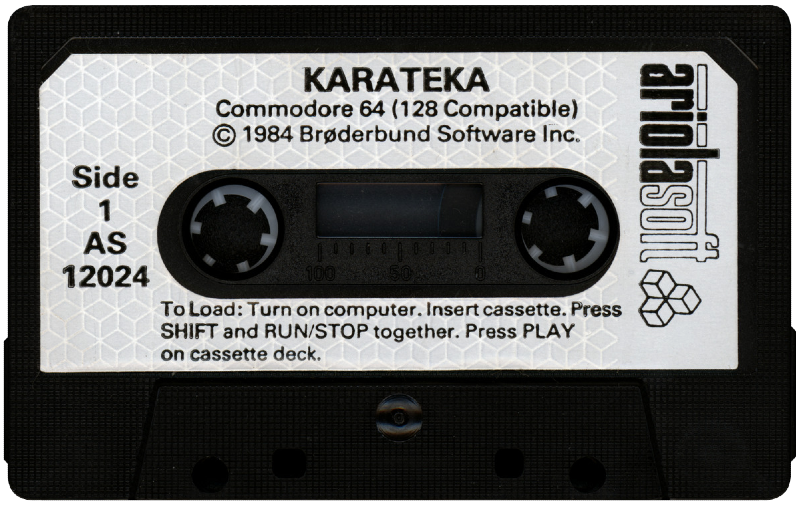 KARATEKA
Commodore 64 (128 Compatible)
© 1984 Brøderbund Software Inc.
ariolasoft
Side
1
AS
12024
100 50 0
To Load: Turn on computer. Insert cassette. Press
SHIFT and RUN/STOP together. Press PLAY
on cassette deck.